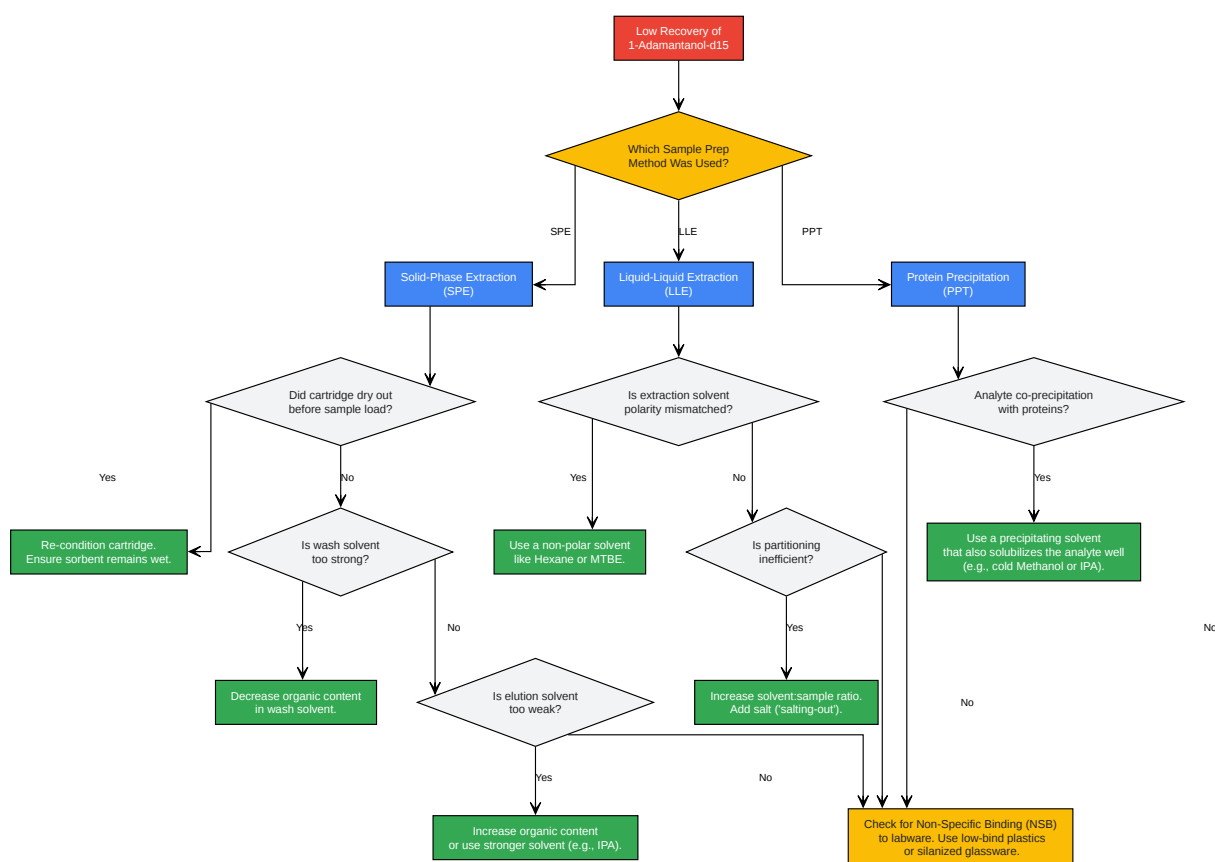 Low Recovery of
1-Adamantanol-d15
Which Sample Prep
Method Was Used?
SPE
LLE
PPT
Solid-Phase Extraction
(SPE)
Liquid-Liquid Extraction
(LLE)
Protein Precipitation
(PPT)
Did cartridge dry out
before sample load?
Is extraction solvent
polarity mismatched?
Analyte co-precipitation
with proteins?
Yes
No
Yes
No
Yes
Re-condition cartridge.
Ensure sorbent remains wet.
Is wash solvent
too strong?
Use a non-polar solvent
like Hexane or MTBE.
Is partitioning
inefficient?
Use a precipitating solvent
that also solubilizes the analyte well
(e.g., cold Methanol or IPA).
Yes
No
Yes
No
Decrease organic content
in wash solvent.
Is elution solvent
too weak?
Increase solvent:sample ratio.
Add salt ('salting-out').
No
Yes
No
Increase organic content
or use stronger solvent (e.g., IPA).
Check for Non-Specific Binding (NSB)
to labware. Use low-bind plastics
or silanized glassware.